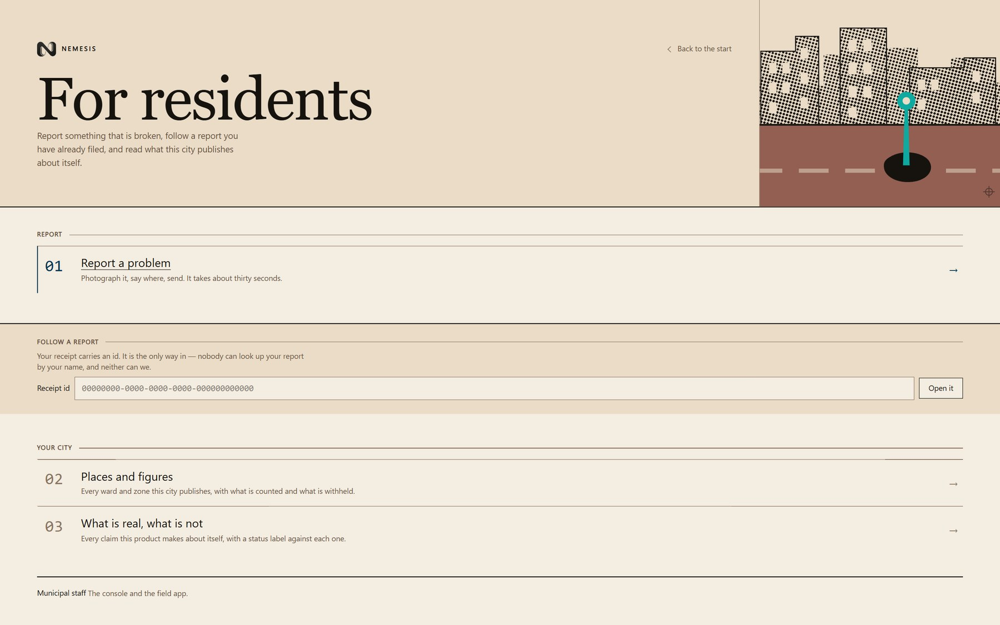 NEMESIS
Back to the start
For residents
Report something that is broken, follow a report you
have already filed, and read what this city publishes
about itself.
REPORT
01
Report a problem
Photograph it, say where, send. It takes about thirty seconds.
→
FOLLOW A REPORT
Your receipt carries an id. It is the only way in — nobody can look up your report
by your name, and neither can we.
Receipt id
00000000-0000-0000-0000-000000000000
Open it
YOUR CITY
02
Places and figures
Every ward and zone this city publishes, with what is counted and what is withheld.
→
03
What is real, what is not
Every claim this product makes about itself, with a status label against each one.
→
Municipal staff The console and the field app.